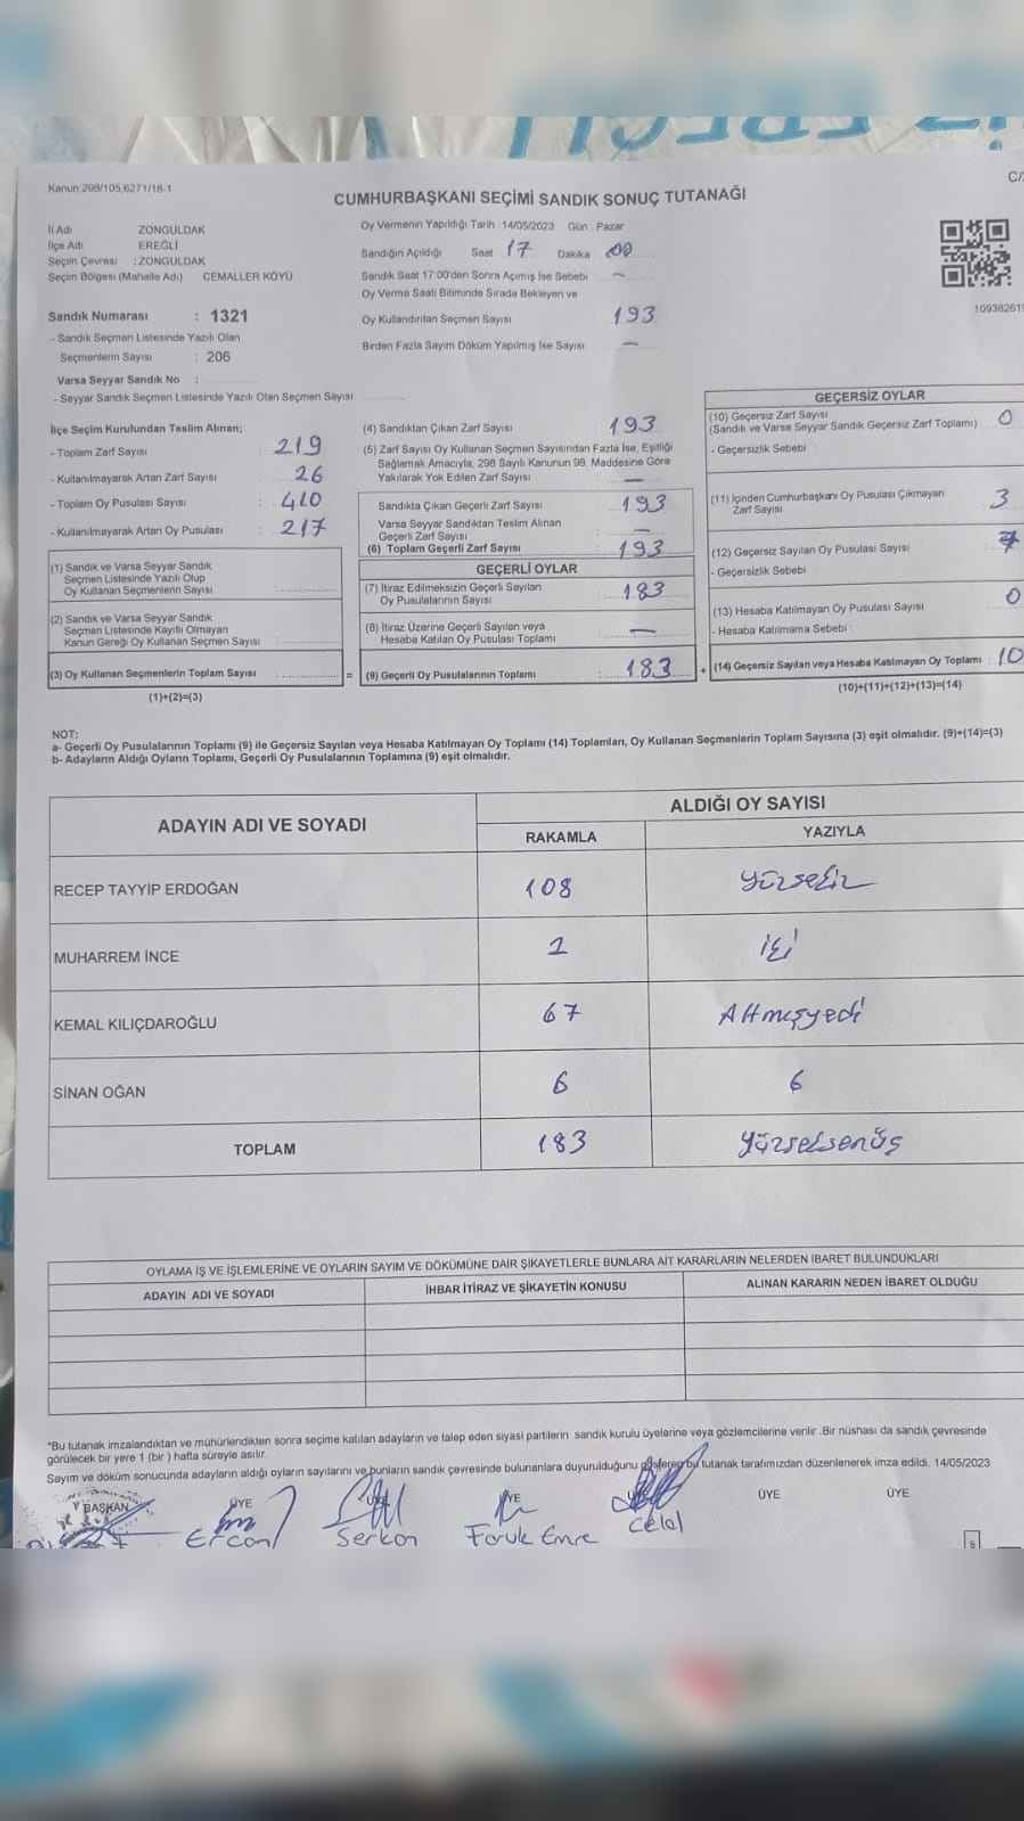 Kanun 298/105,6271/18-1
C/
CUMHURBAŞKANI SEÇİMİ SANDIK SONUÇ TUTANAĞI
İl Adı ZONGULDAK
İlçe Adı EREĞLİ
Seçim Çevresi : ZONGULDAK
Seçim Bölgesi (Mahalle Adı) CEMALLER KÖYÜ
Oy Vermenin Yapıldığı Tarih : 14/05/2023 Gün : Pazar
Sandığın Açıldığı Saat 17 Dakika 00
Sandık Saat 17:00'den Sonra Açılmış İse Sebebi –
Oy Verme Saati Bitiminde Sırada Bekleyen ve
Oy Kullandırılan Seçmen Sayısı 193
Birden Fazla Sayım Döküm Yapılmış İse Sayısı —
10938261
Sandık Numarası : 1321
- Sandık Seçmen Listesinde Yazılı Olan
Seçmenlerin Sayısı : 206
Varsa Seyyar Sandık No :
- Seyyar Sandık Seçmen Listesinde Yazılı Olan Seçmen Sayısı
İlçe Seçim Kurulundan Teslim Alınan;
- Toplam Zarf Sayısı 219
- Kullanılmayarak Artan Zarf Sayısı 26
- Toplam Oy Pusulası Sayısı : 410
- Kullanılmayarak Artan Oy Pusulası : 217
(1) Sandık ve Varsa Seyyar Sandık
Seçmen Listesinde Yazılı Olup
Oy Kullanan Seçmenlerin Sayısı
(2) Sandık ve Varsa Seyyar Sandık
Seçmen Listesinde Kayıtlı Olmayan
Kanun Gereği Oy Kullanan Seçmen Sayısı
(3) Oy Kullanan Seçmenlerin Toplam Sayısı =
(1)+(2)=(3)
(4) Sandıktan Çıkan Zarf Sayısı 193
(5) Zarf Sayısı Oy Kullanan Seçmen Sayısından Fazla İse, Eşitliği
Sağlamak Amacıyla, 298 Sayılı Kanunun 98. Maddesine Göre
Yakılarak Yok Edilen Zarf Sayısı —
Sandıkta Çıkan Geçerli Zarf Sayısı 193
Varsa Seyyar Sandıktan Teslim Alınan
Geçerli Zarf Sayısı —
(6) Toplam Geçerli Zarf Sayısı 193
GEÇERLİ OYLAR
(7) İtiraz Edilmeksizin Geçerli Sayılan
Oy Pusulalarının Sayısı 183
(8) İtiraz Üzerine Geçerli Sayılan veya
Hesaba Katılan Oy Pusulası Toplamı —
(9) Geçerli Oy Pusulalarının Toplamı : 183 +
GEÇERSİZ OYLAR
(10) Geçersiz Zarf Sayısı
(Sandık ve Varsa Seyyar Sandık Geçersiz Zarf Toplamı) 0
- Geçersizlik Sebebi
(11) İçinden Cumhurbaşkanı Oy Pusulası Çıkmayan
Zarf Sayısı 3
(12) Geçersiz Sayılan Oy Pusulası Sayısı 7
- Geçersizlik Sebebi
(13) Hesaba Katılmayan Oy Pusulası Sayısı 0
- Hesaba Katılmama Sebebi :
(14) Geçersiz Sayılan veya Hesaba Katılmayan Oy Toplamı : 10
(10)+(11)+(12)+(13)=(14)
NOT:
a- Geçerli Oy Pusulalarının Toplamı (9) ile Geçersiz Sayılan veya Hesaba Katılmayan Oy Toplamı (14) Toplamları, Oy Kullanan Seçmenlerin Toplam Sayısına (3) eşit olmalıdır. (9)+(14)=(3)
b- Adayların Aldığı Oyların Toplamı, Geçerli Oy Pusulalarının Toplamına (9) eşit olmalıdır.
ADAYIN ADI VE SOYADI
ALDIĞI OY SAYISI
RAKAMLA YAZIYLA
RECEP TAYYİP ERDOĞAN 108 Yüzsekiz
MUHARREM İNCE 2 iki
KEMAL KILIÇDAROĞLU 67 Altmışyedi
SİNAN OĞAN 6 6
TOPLAM 183 Yüzseksenüç
OYLAMA İŞ VE İŞLEMLERİNE VE OYLARIN SAYIM VE DÖKÜMÜNE DAİR ŞİKAYETLERLE BUNLARA AİT KARARLARIN NELERDEN İBARET BULUNDUKLARI
ADAYIN ADI VE SOYADI İHBAR İTİRAZ VE ŞİKAYETİN KONUSU ALINAN KARARIN NEDEN İBARET OLDUĞU
*Bu tutanak imzalandıktan ve mühürlendikten sonra seçime katılan adayların ve talep eden siyasi partilerin sandık kurulu üyelerine veya gözlemcilerine verilir. Bir nüshası da sandık çevresinde
görülecek bir yere 1 (bir) hafta süreyle asılır.
Sayım ve döküm sonucunda adayların aldığı oyların sayılarını ve bunların sandık çevresinde bulunanlara duyurulduğunu gösteren bu tutanak tarafımızdan düzenlenerek imza edildi. 14/05/2023
BAŞKAN ÜYE ÜYE ÜYE ÜYE ÜYE
Ercan Serkan Faruk Emre Celal